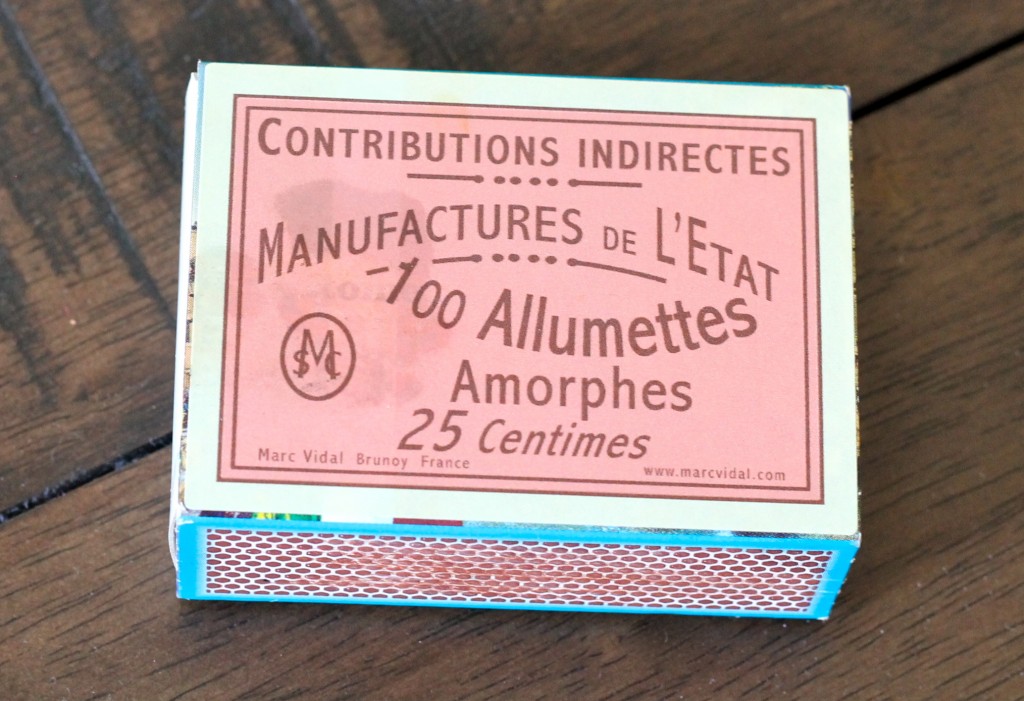 CONTRIBUTIONS INDIRECTES
MANUFACTURES DE L'ETAT
100 Allumettes
Amorphes
25 Centimes
Marc Vidal Brunoy France
www.marcvidal.com